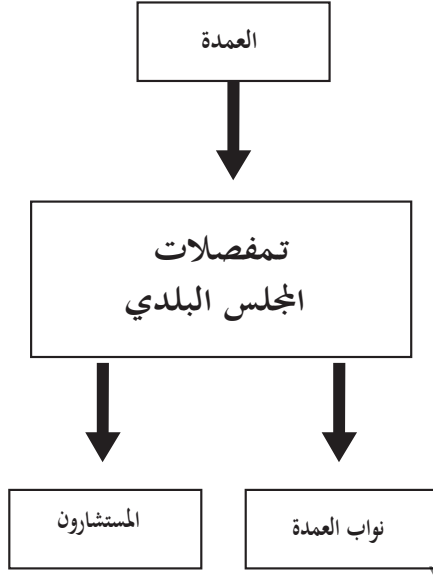 العمدة
تمفصلات
المجلس البلدي
نواب العمدة
المستشارون